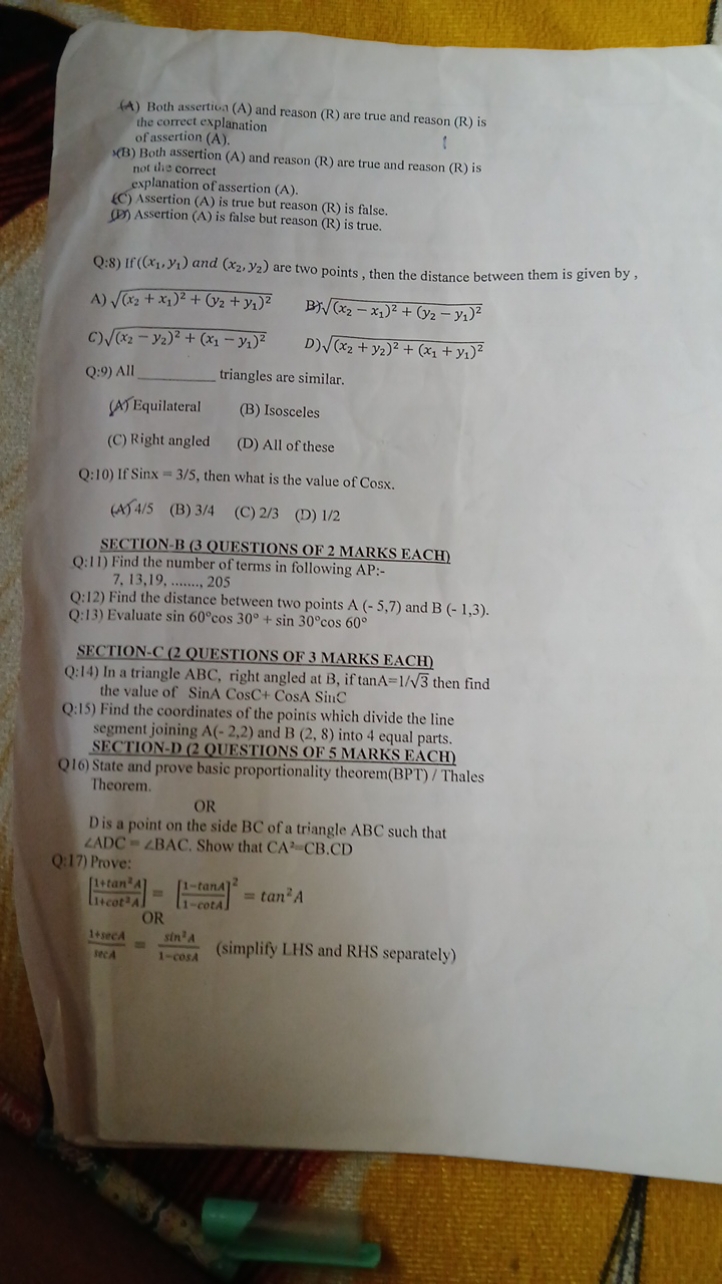 (A) Both assertion (A) and reason (R) are true and reason (R) is
the correct explanation
of assertion (A).
(B) Both assertion (A) and reason (R) are true and reason (R) is
not the correct
explanation of assertion (A).
(C) Assertion (A) is true but reason (R) is false.
(D) Assertion (A) is false but reason (R) is true.
Q:8) If ((x₁, y₁) and (x₂, y₂) are two points , then the distance between them is given by ,
A) √(x₂ + x₁)² + (y₂ + y₁)² B)√(x₂ − x₁)² + (y₂ − y₁)²
C)√(x₂ − y₂)² + (x₁ − y₁)² D)√(x₂ + y₂)² + (x₁ + y₁)²
Q:9) All __________ triangles are similar.
(A) Equilateral (B) Isosceles
(C) Right angled (D) All of these
Q:10) If Sinx = 3/5, then what is the value of Cosx.
(A) 4/5 (B) 3/4 (C) 2/3 (D) 1/2
SECTION-B (3 QUESTIONS OF 2 MARKS EACH)
Q:11) Find the number of terms in following AP:-
7, 13,19, ......., 205
Q:12) Find the distance between two points A (- 5,7) and B (- 1,3).
Q:13) Evaluate sin 60°cos 30° + sin 30°cos 60°
SECTION-C (2 QUESTIONS OF 3 MARKS EACH)
Q:14) In a triangle ABC, right angled at B, if tanA=1/√3 then find
the value of SinA CosC+ CosA SinC
Q:15) Find the coordinates of the points which divide the line
segment joining A(- 2,2) and B (2, 8) into 4 equal parts.
SECTION-D (2 QUESTIONS OF 5 MARKS EACH)
Q16) State and prove basic proportionality theorem(BPT) / Thales
Theorem.
OR
D is a point on the side BC of a triangle ABC such that
∠ADC = ∠BAC. Show that CA²=CB.CD
Q:17) Prove:
[1+tan²A / 1+cot²A] = [1−tanA / 1−cotA]² = tan²A
OR
1+secA / secA = sin²A / 1−cosA (simplify LHS and RHS separately)